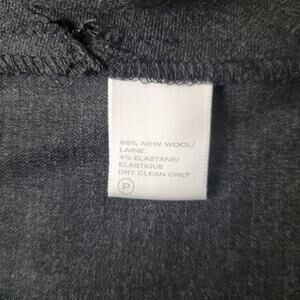 96% NEW WOOL/
LAINE
4% ELASTANE/
ELASTIQUE
DRY CLEAN ONLY
P